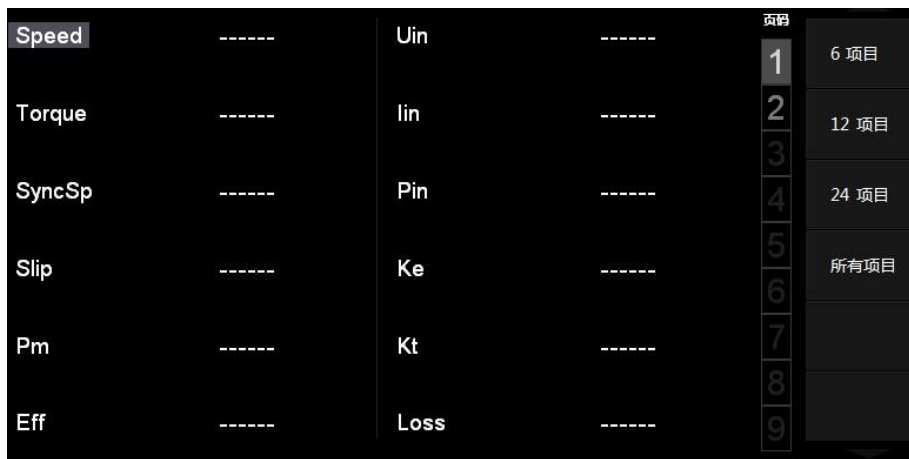 Speed ------ Uin ------
Torque ------ Iin ------
SyncSp ------ Pin ------
Slip ------ Ke ------
Pm ------ Kt ------
Eff ------ Loss ------
页码
1
2
3
4
5
6
7
8
9
6 项目
12 项目
24 项目
所有项目